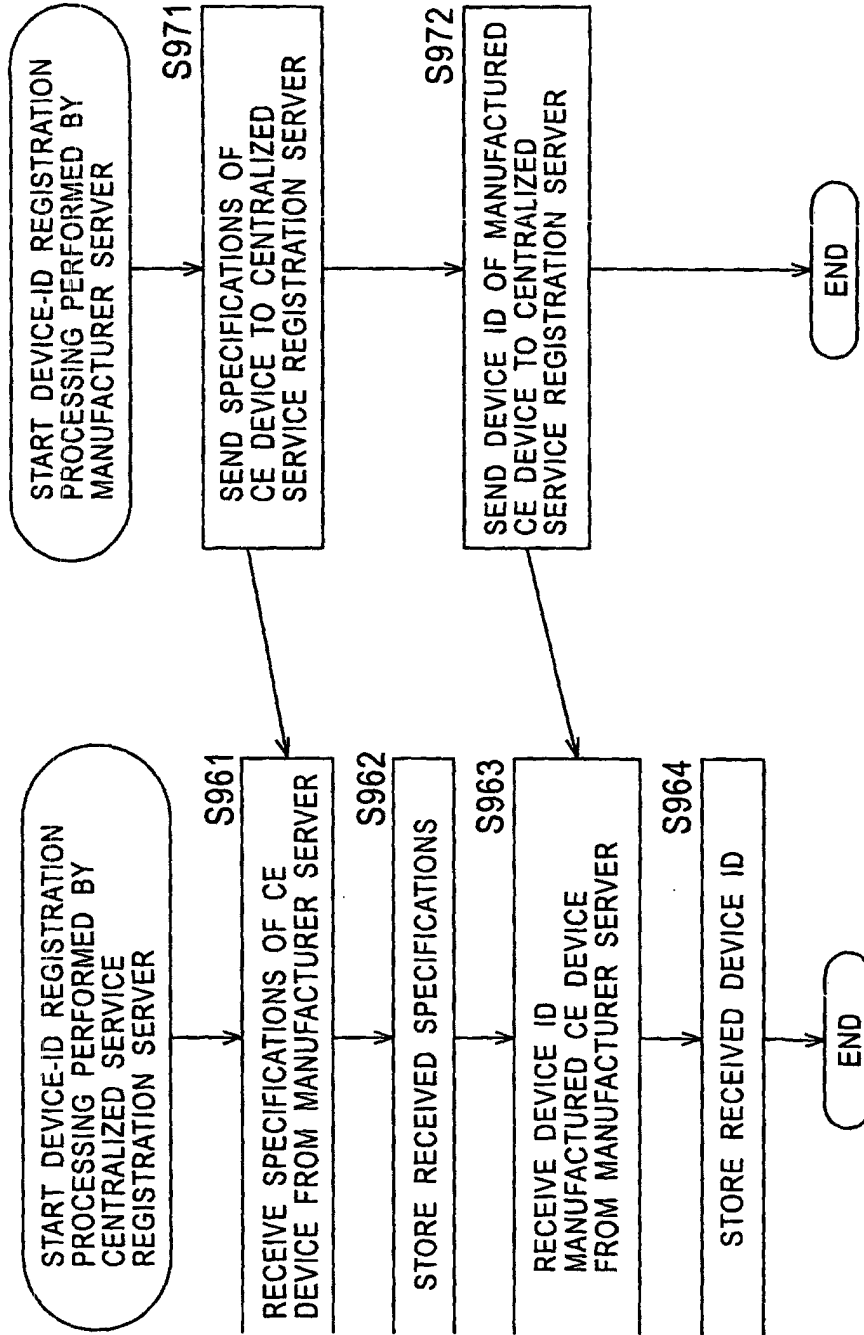 START DEVICE-ID REGISTRATION
PROCESSING PERFORMED BY
CENTRALIZED SERVICE
REGISTRATION SERVER
S961
RECEIVE SPECIFICATIONS OF CE
DEVICE FROM MANUFACTURER SERVER
S962
STORE RECEIVED SPECIFICATIONS
S963
RECEIVE DEVICE ID
MANUFACTURED CE DEVICE
FROM MANUFACTURER SERVER
S964
STORE RECEIVED DEVICE ID
END
START DEVICE-ID REGISTRATION
PROCESSING PERFORMED BY
MANUFACTURER SERVER
S971
SEND SPECIFICATIONS OF
CE DEVICE TO CENTRALIZED
SERVICE REGISTRATION SERVER
S972
SEND DEVICE ID OF MANUFACTURED
CE DEVICE TO CENTRALIZED
SERVICE REGISTRATION SERVER
END